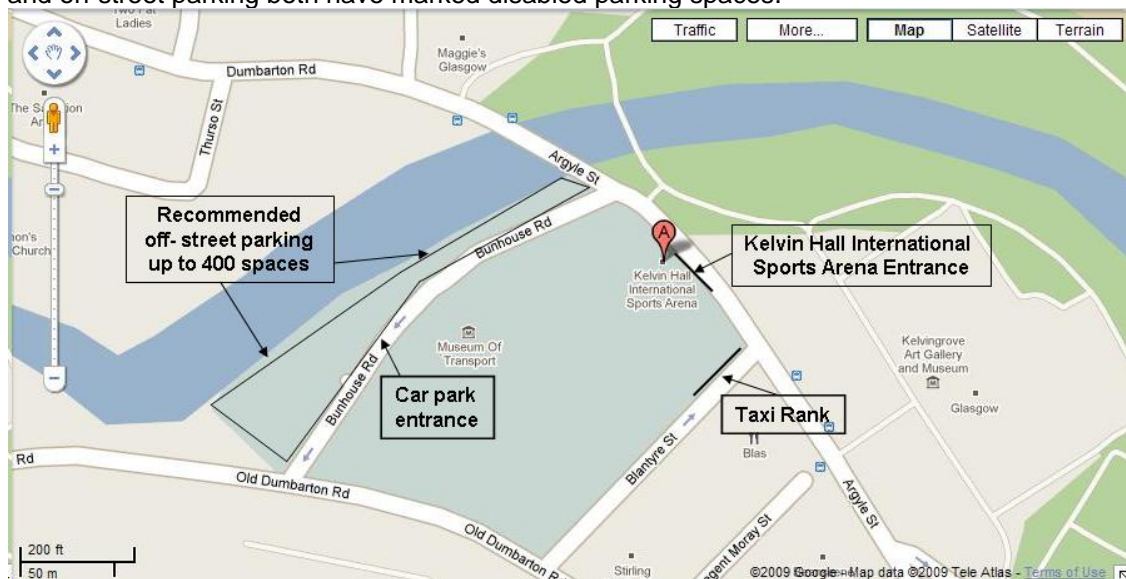 and on-street parking both have marked disabled parking spaces.
Ladies
Maggie's
Glasgow
Traffic
More...
Map
Satellite
Terrain
Dumbarton Rd
Thurso St
Argyle St
Recommended
off- street parking
up to 400 spaces
Bunhouse Rd
A
Kelvin Hall
International
Sports Arena
Kelvin Hall International
Sports Arena Entrance
Church
Museum Of
Transport
Bunhouse Rd
Car park
entrance
Kelvingrove
Art Gallery
and Museum
Glasgow
Taxi Rank
Blas
Blantyre St
Rd
Old Dumbarton Rd
Argyle St
Old Dumbarton
Moray St
Stirling
200 ft
50 m
©2009 Google - Map data ©2009 Tele Atlas - Terms of Use